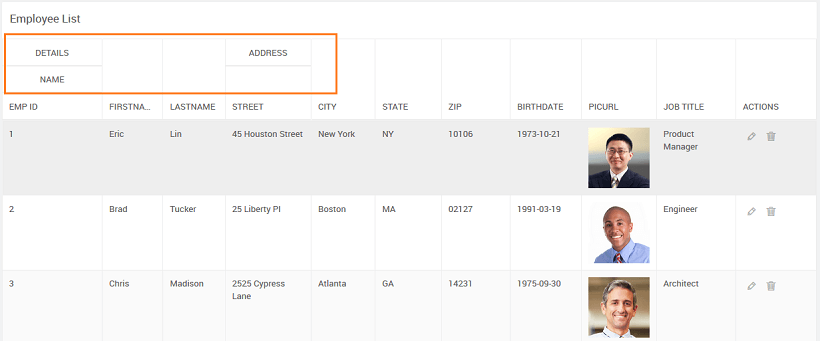 Employee List
DETAILS ADDRESS
NAME
EMP ID FIRSTNA... LASTNAME STREET CITY STATE ZIP BIRTHDATE PICURL JOB TITLE ACTIONS
1 Eric Lin 45 Houston Street New York NY 10106 1973-10-21 Product
Manager
2 Brad Tucker 25 Liberty Pl Boston MA 02127 1991-03-19 Engineer
3 Chris Madison 2525 Cypress Atlanta GA 14231 1975-09-30 Architect
Lane